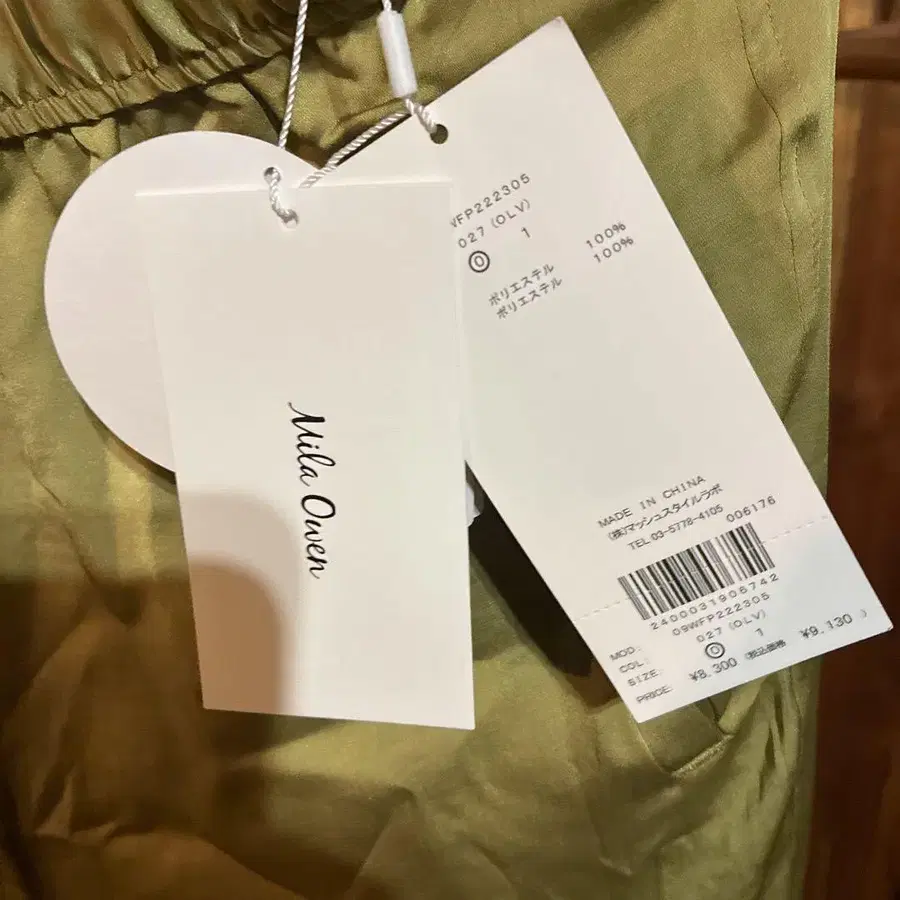 Mila Owen
WFP222305
027 (OLV)
⓪ 1
ポリエステル 100%
ポリエステル 100%
MADE IN CHINA
(株)マッシュスタイルラボ
TEL 03-5778-4105
006176
2400031906742
MOD: 09WFP222305
COL: 027 (OLV)
SIZE: ⓪ 1
PRICE: ¥8,300 (税込価格 ¥9,130)